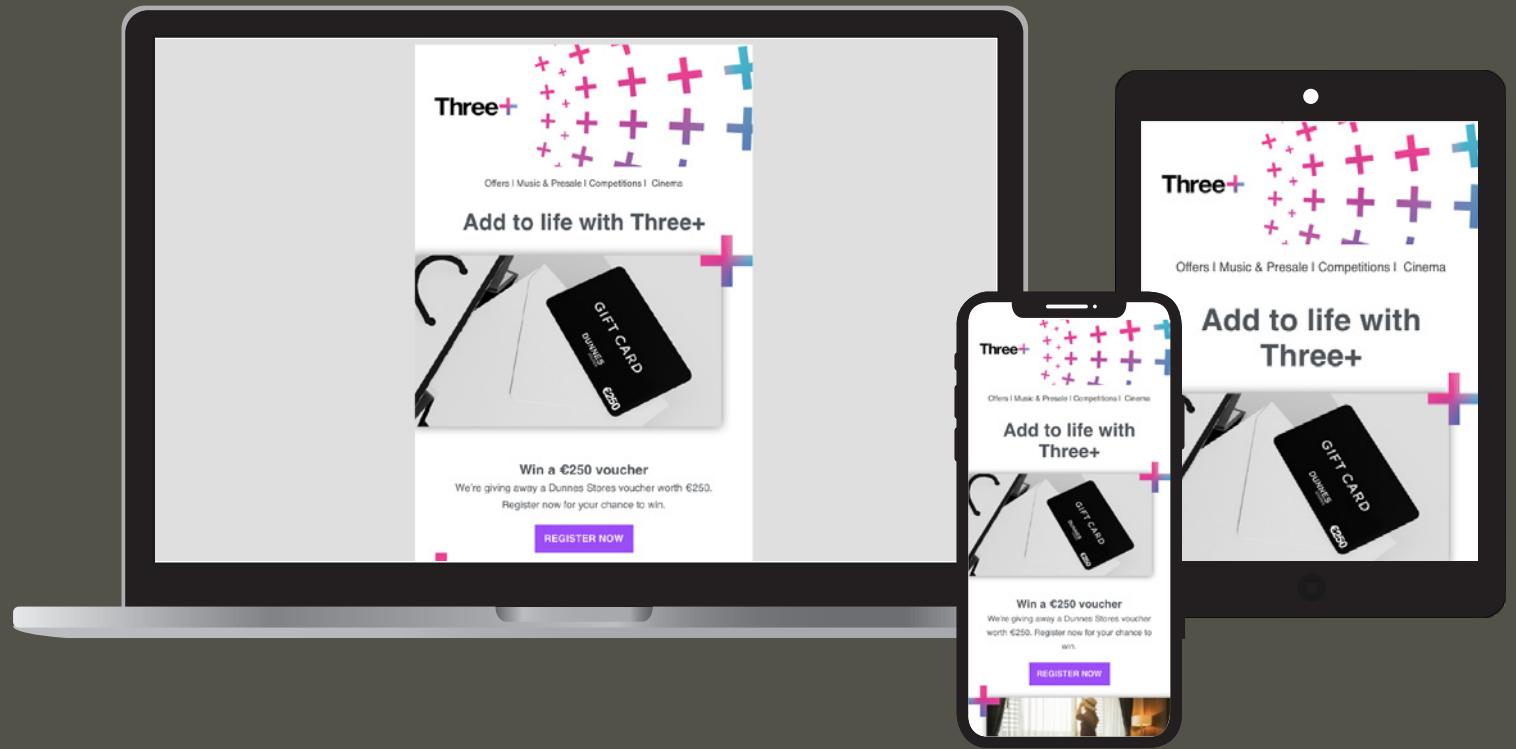 Three+
Offers I Music & Presale I Competitions I Cinema
Add to life with Three+
GIFT CARD
DUNNES
€250
Win a €250 voucher
We're giving away a Dunnes Stores voucher worth €250.
Register now for your chance to win.
REGISTER NOW
Three+
Offers I Music & Presale I Competitions I Cinema
Add to life with
Three+
GIFT CARD
DUNNES
€250
Win a €250 voucher
We're giving away a Dunnes Stores voucher
worth €250. Register now for your chance to
win.
REGISTER NOW
Three+
Offers I Music & Presale I Competitions I Cinema
Add to life with
Three+
GIFT CARD
DUNNES
€250